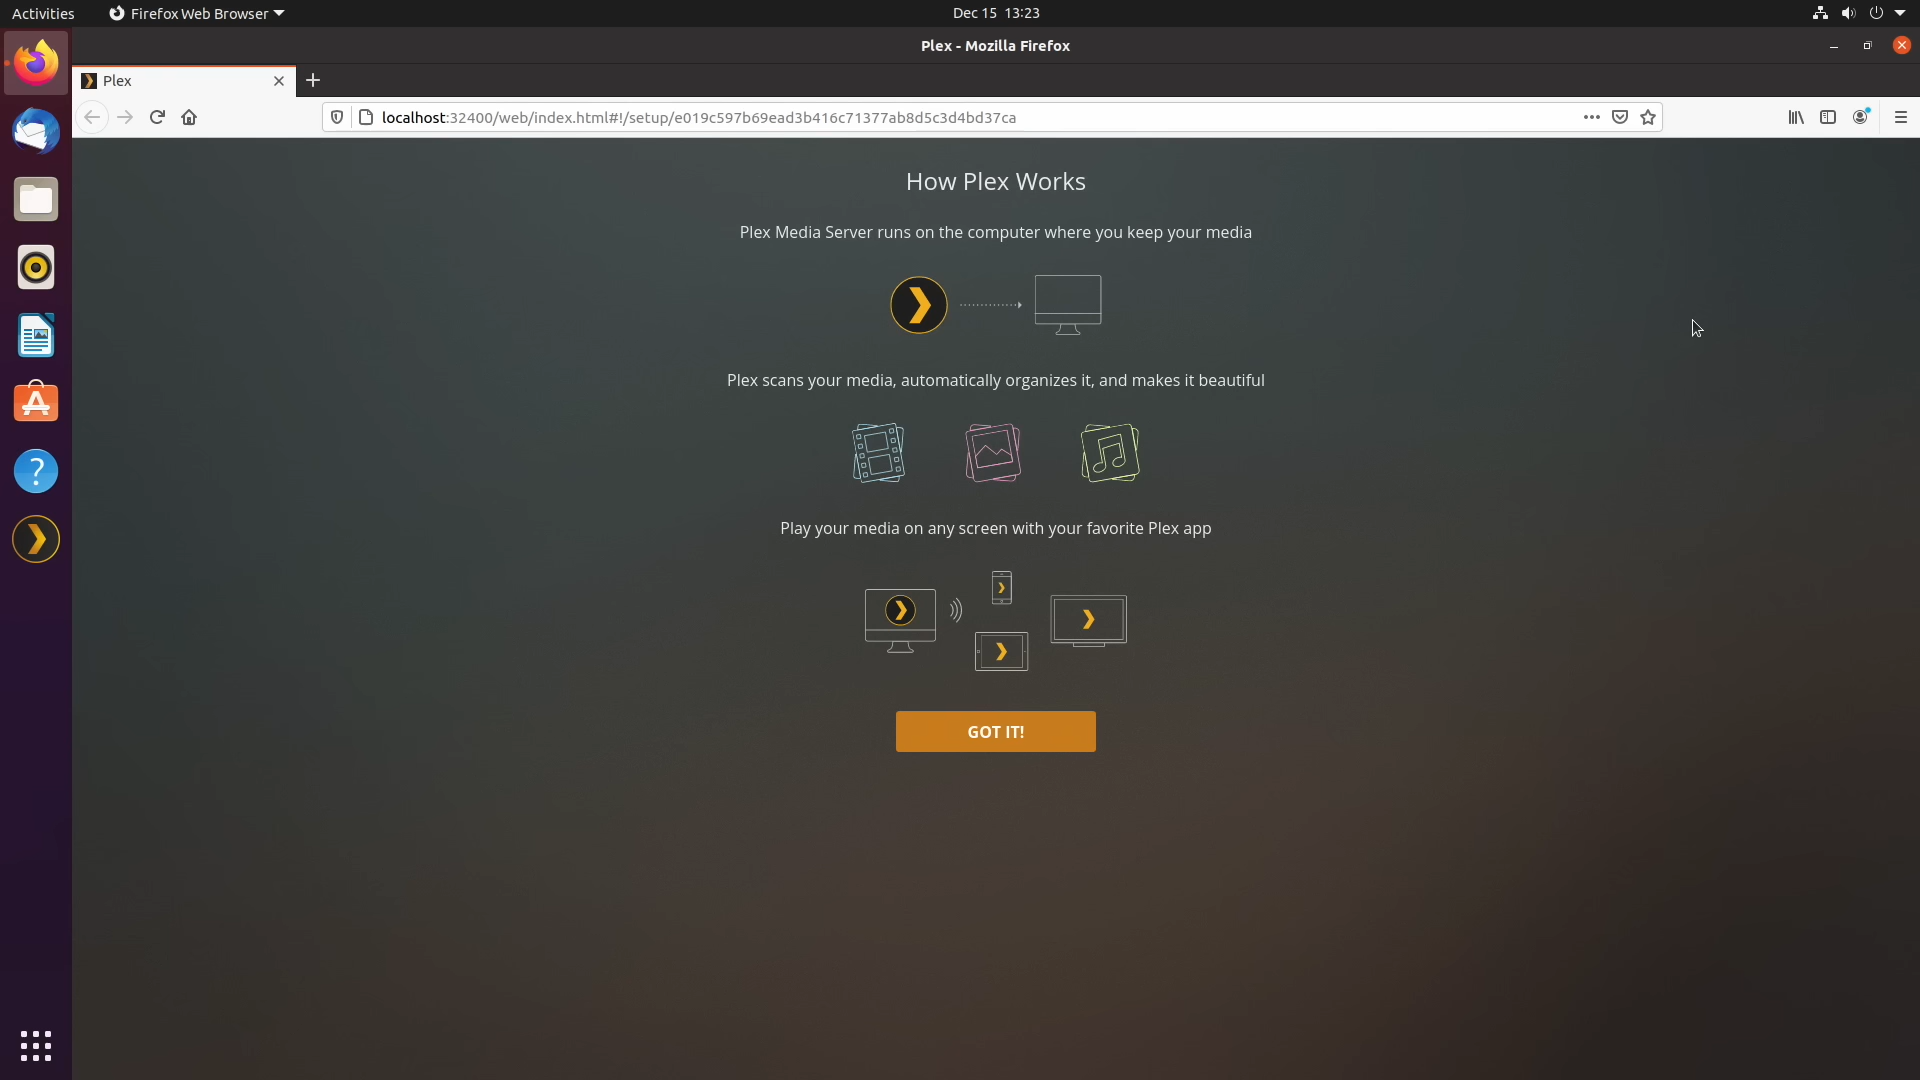 Activities
Firefox Web Browser
Dec 15 13:23
Plex - Mozilla Firefox
Plex
localhost:32400/web/index.html#!/setup/e019c597b69ead3b416c71377ab8d5c3d4bd37ca
How Plex Works
Plex Media Server runs on the computer where you keep your media
Plex scans your media, automatically organizes it, and makes it beautiful
Play your media on any screen with your favorite Plex app
GOT IT!